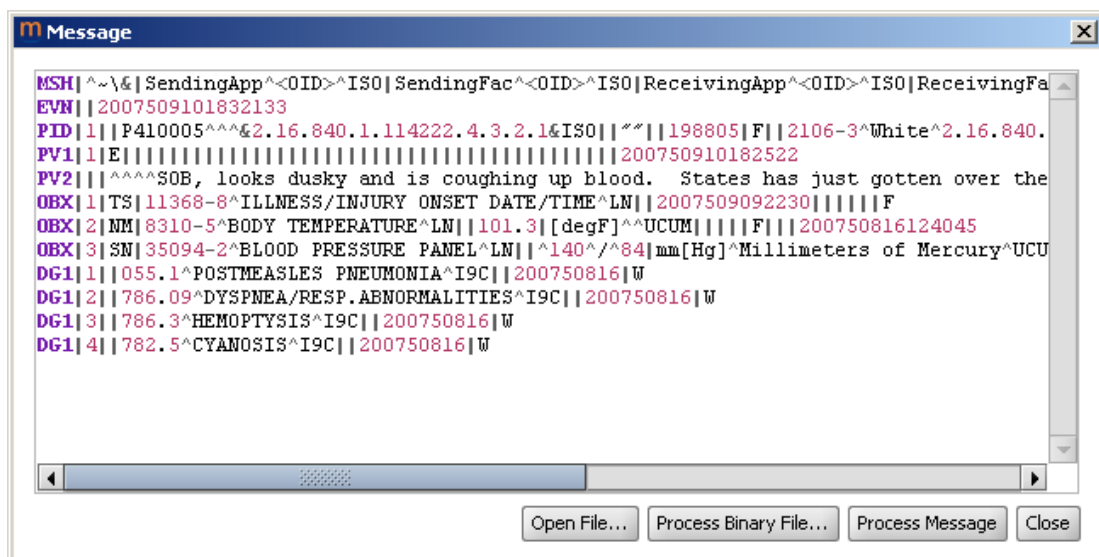 m Message
MSH|^~\&|SendingApp^<OID>^ISO|SendingFac^<OID>^ISO|ReceivingApp^<OID>^ISO|ReceivingFa
EVN||2007509101832133
PID|1||P410005^^^&2.16.840.1.114222.4.3.2.1&ISO||~""||198805|F||2106-3^White^2.16.840.
PV1|1|E||||||||||||||||||||||||||||||||||||||||||200750910182522
PV2|||^^^^SOB, looks dusky and is coughing up blood.  States has just gotten over the
OBX|1|TS|11368-8^ILLNESS/INJURY ONSET DATE/TIME^LN||2007509092230||||||F
OBX|2|NM|8310-5^BODY TEMPERATURE^LN||101.3|[degF]^^UCUM|||||F|||200750816124045
OBX|3|SN|35094-2^BLOOD PRESSURE PANEL^LN||^140^/^84|mm[Hg]^Millimeters of Mercury^UCU
DG1|1||055.1^POSTMEASLES PNEUMONIA^I9C||200750816|W
DG1|2||786.09^DYSPNEA/RESP.ABNORMALITIES^I9C||200750816|W
DG1|3||786.3^HEMOPTYSIS^I9C||200750816|W
DG1|4||782.5^CYANOSIS^I9C||200750816|W
Open File... Process Binary File... Process Message Close